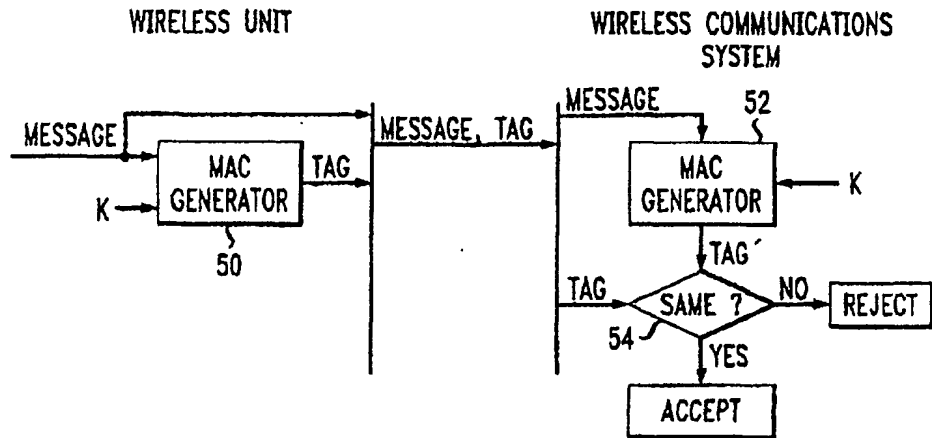 WIRELESS UNIT
WIRELESS COMMUNICATIONS
SYSTEM
MESSAGE
K
MAC
GENERATOR
50
TAG
MESSAGE, TAG
MESSAGE
52
MAC
GENERATOR
K
TAG´
TAG
SAME ?
54
NO
REJECT
YES
ACCEPT